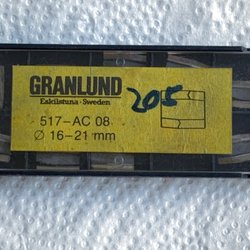 GRANLUND
Eskilstuna · Sweden
205
517-AC 08
Ø 16-21 mm